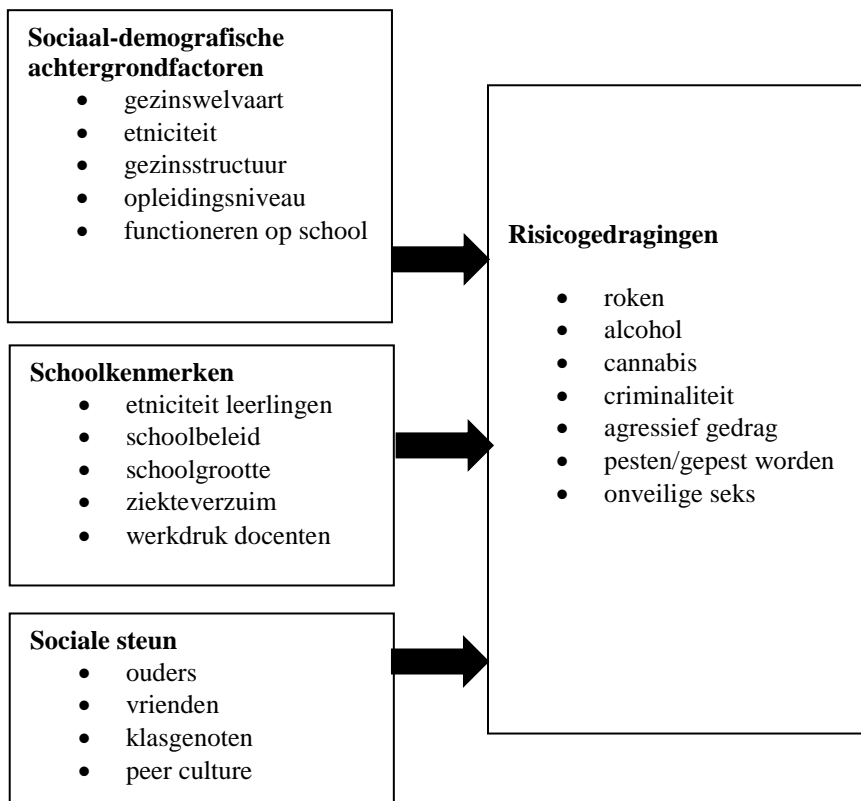 Sociaal-demografische
achtergrondfactoren
• gezinswelvaart
• etniciteit
• gezinsstructuur
• opleidingsniveau
• functioneren op school
Schoolkenmerken
• etniciteit leerlingen
• schoolbeleid
• schoolgrootte
• ziekteverzuim
• werkdruk docenten
Sociale steun
• ouders
• vrienden
• klasgenoten
• peer culture
Risicogedragingen
• roken
• alcohol
• cannabis
• criminaliteit
• agressief gedrag
• pesten/gepest worden
• onveilige seks